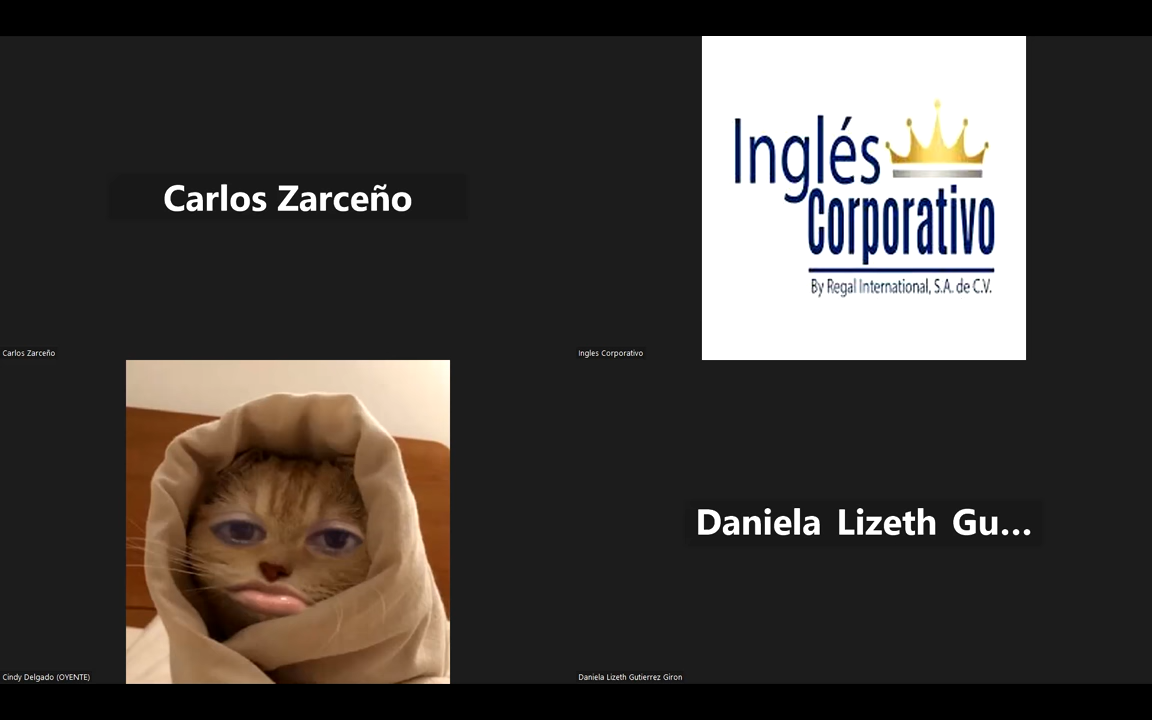 Carlos Zarceño
Carlos Zarceño
Inglés
Corporativo
By Regal International, S.A. de C.V.
Ingles Corporativo
Cindy Delgado (OYENTE)
Daniela Lizeth Gu...
Daniela Lizeth Gutierrez Giron